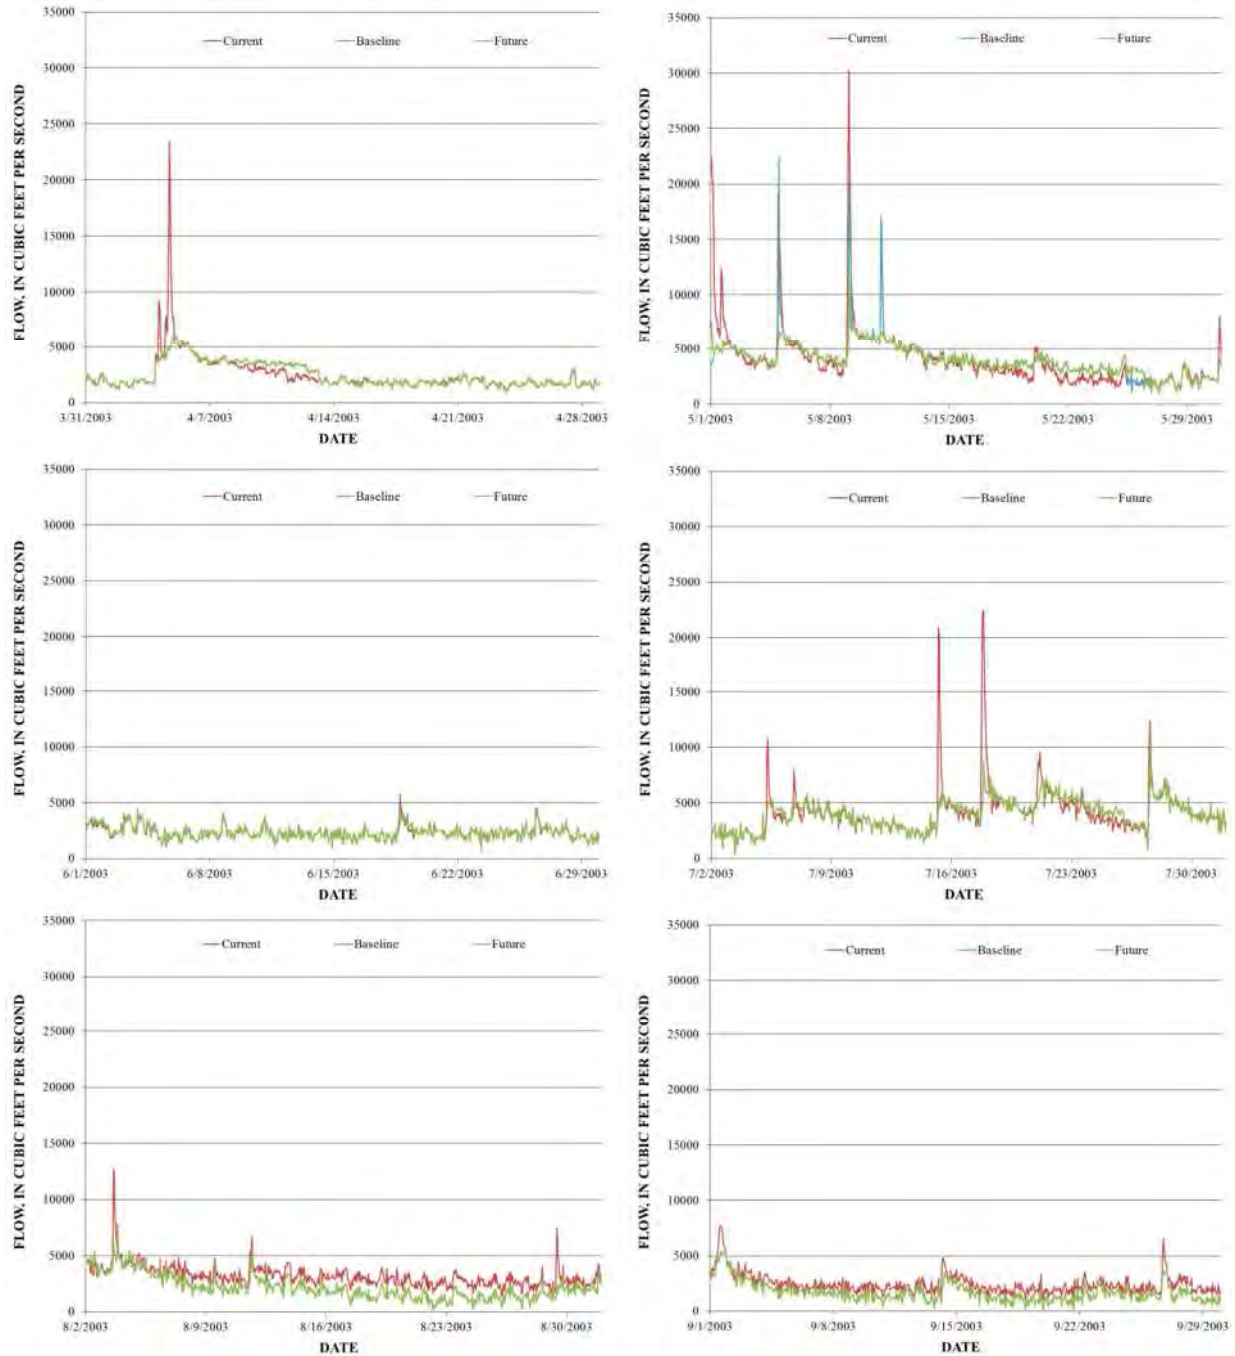 35000
30000
25000
20000
15000
10000
5000
0
FLOW, IN CUBIC FEET PER SECOND
Current Baseline Future
3/31/2003 4/7/2003 4/14/2003 4/21/2003 4/28/2003
DATE
35000
30000
25000
20000
15000
10000
5000
0
FLOW, IN CUBIC FEET PER SECOND
Current Baseline Future
5/1/2003 5/8/2003 5/15/2003 5/22/2003 5/29/2003
DATE
35000
30000
25000
20000
15000
10000
5000
0
FLOW, IN CUBIC FEET PER SECOND
Current Baseline Future
6/1/2003 6/8/2003 6/15/2003 6/22/2003 6/29/2003
DATE
35000
30000
25000
20000
15000
10000
5000
0
FLOW, IN CUBIC FEET PER SECOND
Current Baseline Future
7/2/2003 7/9/2003 7/16/2003 7/23/2003 7/30/2003
DATE
35000
30000
25000
20000
15000
10000
5000
0
FLOW, IN CUBIC FEET PER SECOND
Current Baseline Future
8/2/2003 8/9/2003 8/16/2003 8/23/2003 8/30/2003
DATE
35000
30000
25000
20000
15000
10000
5000
0
FLOW, IN CUBIC FEET PER SECOND
Current Baseline Future
9/1/2003 9/8/2003 9/15/2003 9/22/2003 9/29/2003
DATE